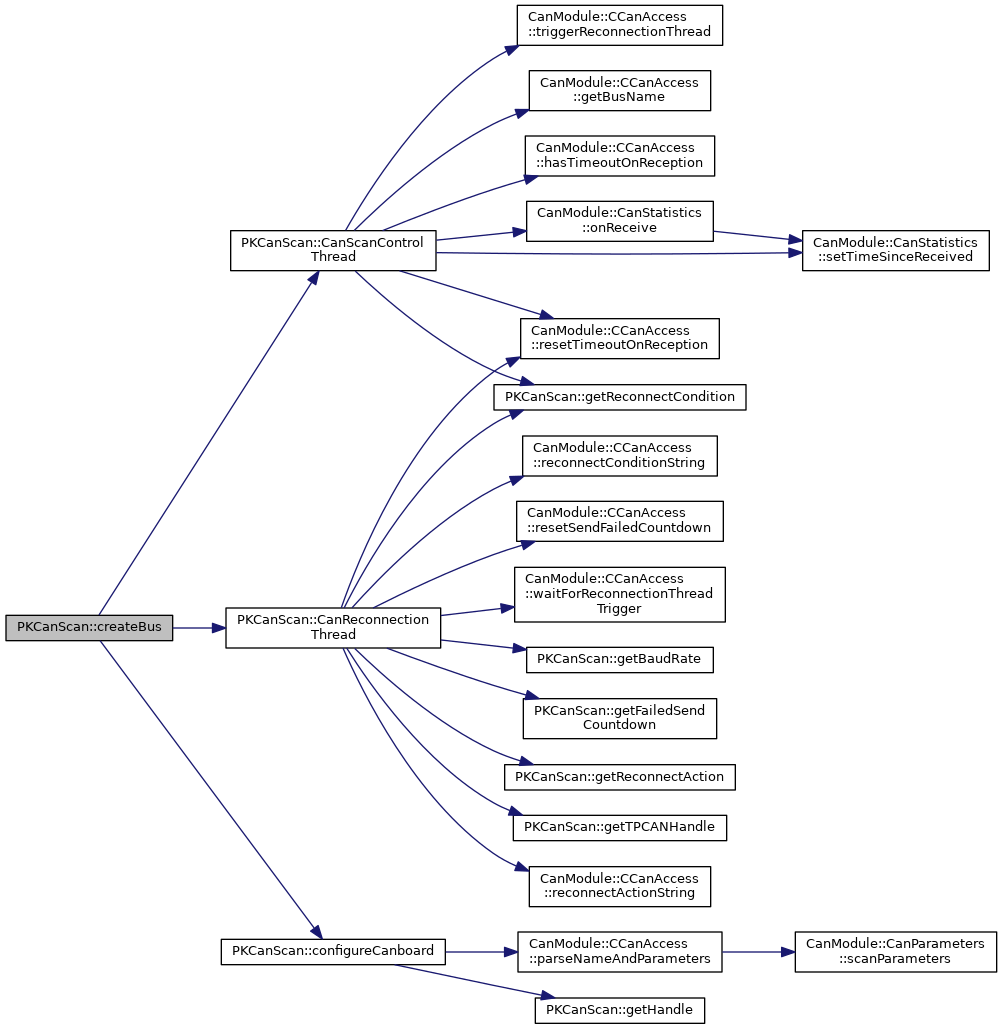 CanModule::CCanAccess
::triggerReconnectionThread
CanModule::CCanAccess
::getBusName
CanModule::CCanAccess
::hasTimeoutOnReception
CanModule::CanStatistics
::onReceive
PKCanScan::CanScanControl
Thread
CanModule::CanStatistics
::setTimeSinceReceived
CanModule::CCanAccess
::resetTimeoutOnReception
PKCanScan::getReconnectCondition
CanModule::CCanAccess
::reconnectConditionString
CanModule::CCanAccess
::resetSendFailedCountdown
CanModule::CCanAccess
::waitForReconnectionThread
Trigger
PKCanScan::createBus
PKCanScan::CanReconnection
Thread
PKCanScan::getBaudRate
PKCanScan::getFailedSend
Countdown
PKCanScan::getReconnectAction
PKCanScan::getTPCANHandle
CanModule::CCanAccess
::reconnectActionString
PKCanScan::configureCanboard
CanModule::CCanAccess
::parseNameAndParameters
CanModule::CanParameters
::scanParameters
PKCanScan::getHandle